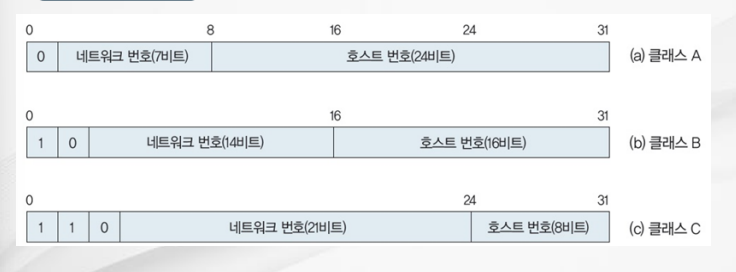 0 8 16 24 31
0 네트워크 번호(7비트) 호스트 번호(24비트) (a) 클래스 A
0 16 31
1 0 네트워크 번호(14비트) 호스트 번호(16비트) (b) 클래스 B
0 24 31
1 1 0 네트워크 번호(21비트) 호스트 번호(8비트) (c) 클래스 C